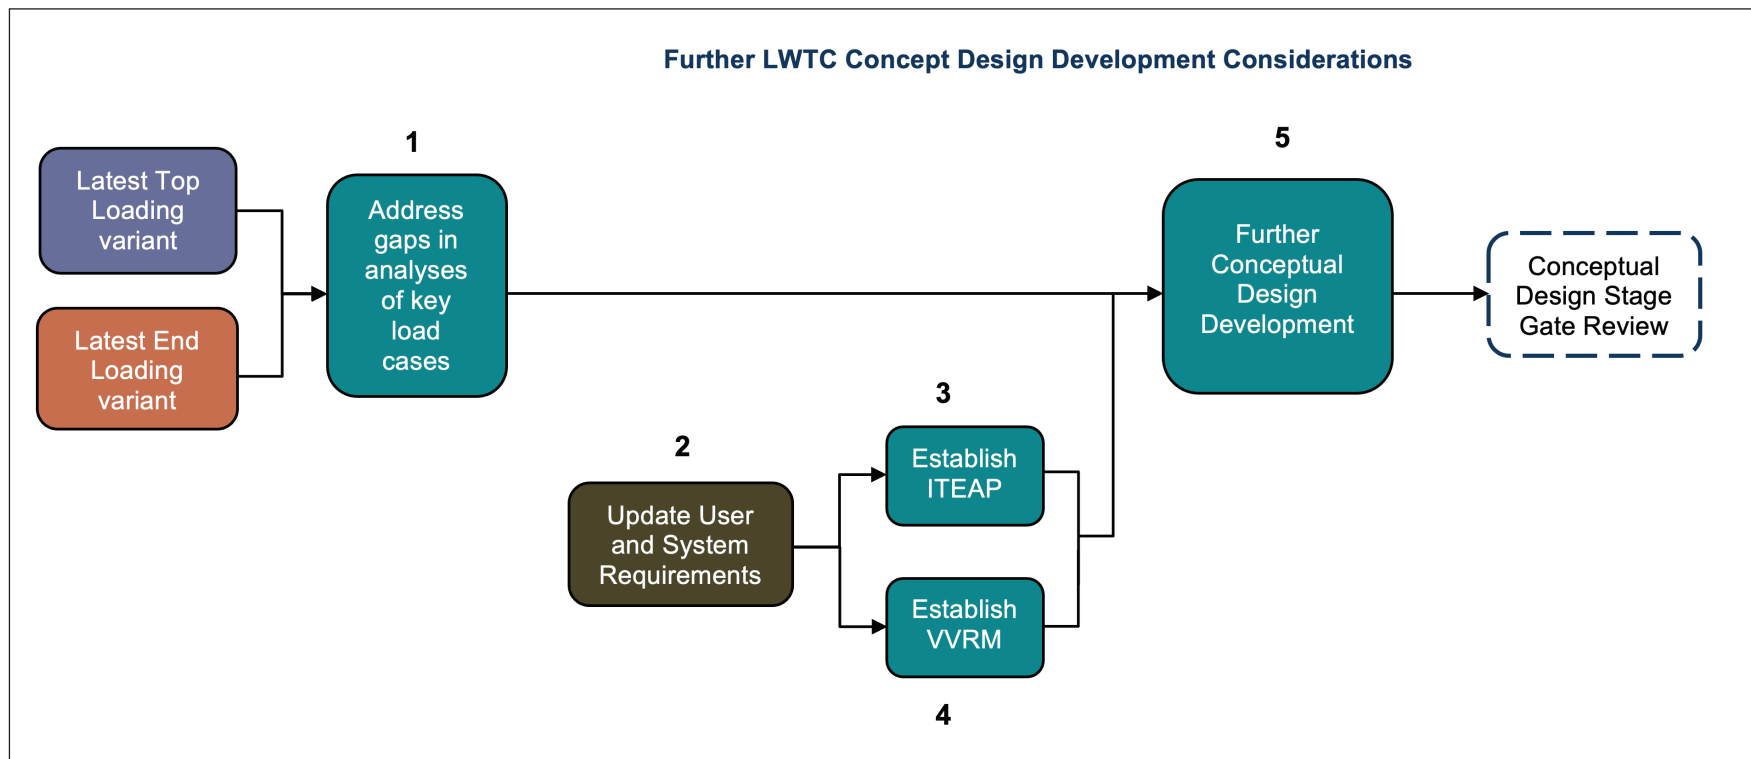 Further LWTC Concept Design Development Considerations
1
Latest Top
Loading
variant
Latest End
Loading
variant
Address
gaps in
analyses
of key
load
cases
2
Update User
and System
Requirements
3
Establish
ITEAP
Establish
VVRM
4
5
Further
Conceptual
Design
Development
Conceptual
Design Stage
Gate Review